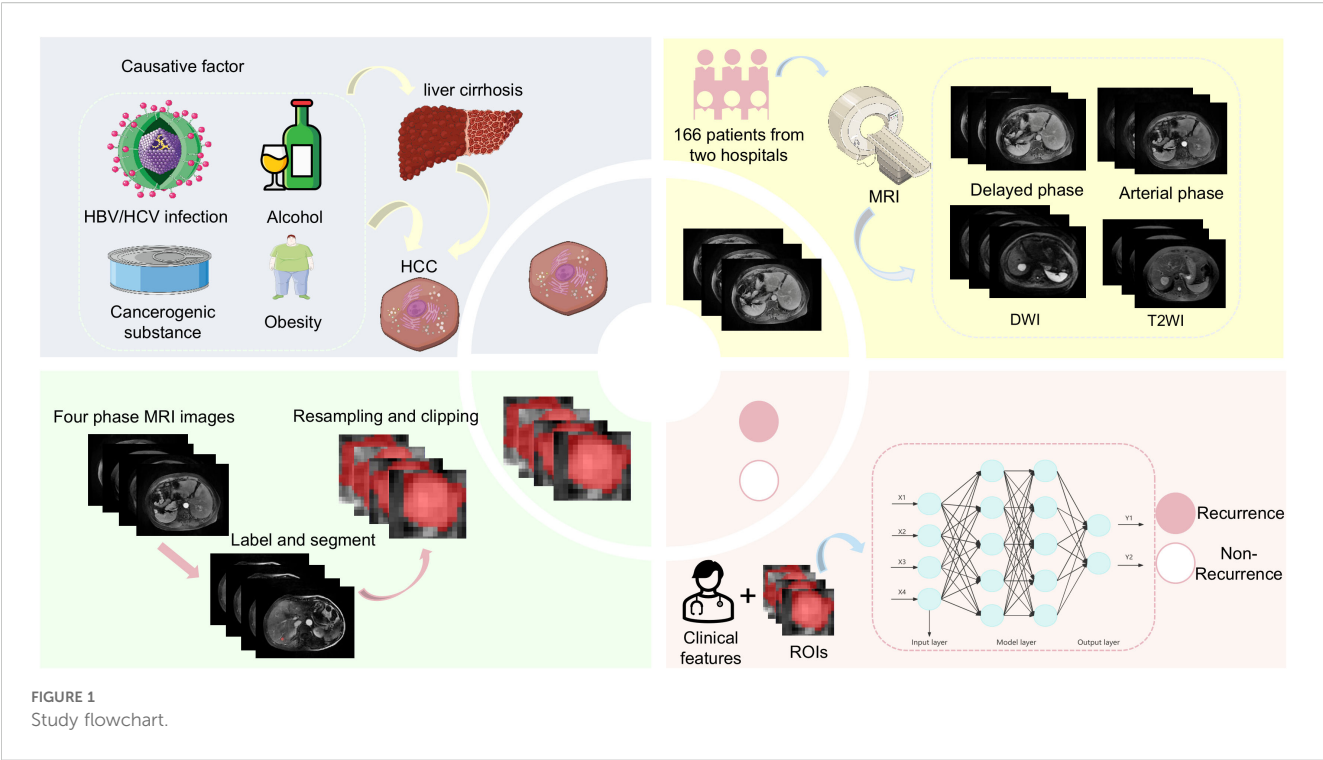 Causative factor
liver cirrhosis
HBV/HCV infection
Alcohol
HCC
Cancerogenic
substance
Obesity
166 patients from
two hospitals
MRI
Delayed phase
Arterial phase
DWI
T2WI
Four phase MRI images
Resampling and clipping
Label and segment
Clinical
features
+
ROIs
X1
X2
X3
X4
Input layer
Model layer
Output layer
Y1
Y2
Recurrence
Non-
Recurrence
FIGURE 1
Study flowchart.